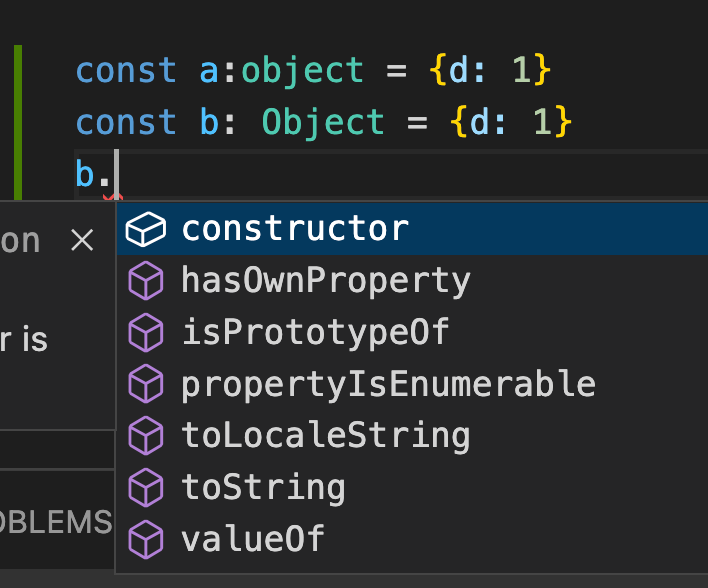 const a:object = {d: 1}
const b: Object = {d: 1}
b.
constructor
on
hasOwnProperty
isPrototypeOf
r is
propertyIsEnumerable
toLocaleString
toString
OBLEMS
valueOf